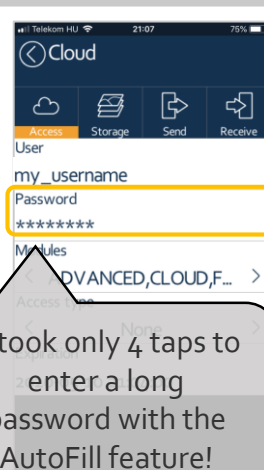 Telekom HU 21:07 75%
Cloud
Access Storage Send Receive
User
my_username
Password
********
Modules
< ADVANCED,CLOUD,F... >
Access type
< None >
Expiration
took only 4 taps to
enter a long
password with the
AutoFill feature!